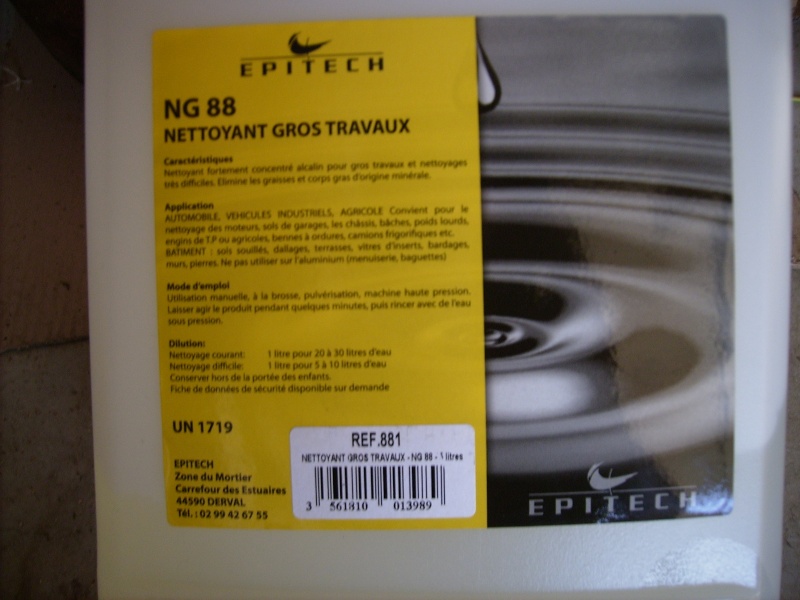 EPITECH
NG 88
NETTOYANT GROS TRAVAUX
Caractéristiques
Nettoyant fortement concentré alcalin pour gros travaux et nettoyages
très difficiles. Elimine les graisses et corps gras d'origine minérale.
Application
AUTOMOBILE, VEHICULES INDUSTRIELS, AGRICOLE Convient pour le
nettoyage des moteurs, sols de garages, les châssis, bâches, poids lourds,
engins de T.P ou agricoles, bennes à ordures, camions frigorifiques etc.
BATIMENT : sols souillés, dallages, terrasses, vitres d'inserts, bardages,
murs, pierres. Ne pas utiliser sur l'aluminium (menuiserie, baguettes)
Mode d'emploi
Utilisation manuelle, à la brosse, pulvérisation, machine haute pression.
Laisser agir le produit pendant quelques minutes, puis rincer avec de l'eau
sous pression.
Dilution:
Nettoyage courant: 1 litre pour 20 à 30 litres d'eau
Nettoyage difficile: 1 litre pour 5 à 10 litres d'eau
Conserver hors de la portée des enfants.
Fiche de données de sécurité disponible sur demande
UN 1719
EPITECH
Zone du Mortier
Carrefour des Estuaires
44590 DERVAL
Tél. : 02 99 42 67 55
REF.881
NETTOYANT GROS TRAVAUX - NG 88 - litres
3 561810 013989
EPITECH